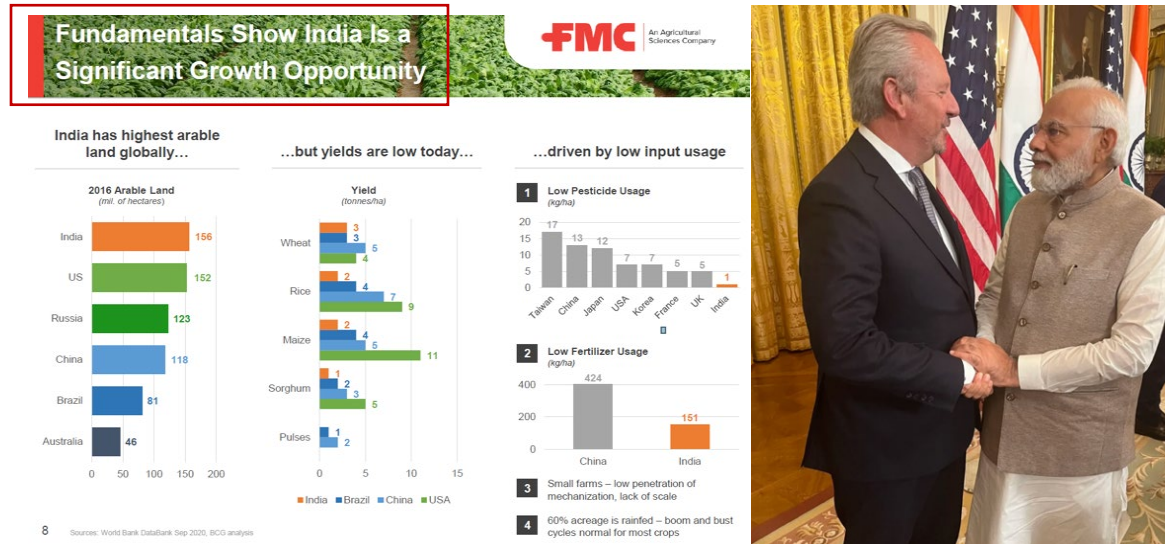 Fundamentals Show India Is a
Significant Growth Opportunity
FMC
An Agricultural
Sciences Company
India has highest arable
land globally…
2016 Arable Land
(mil. of hectares)
India 156
US 152
Russia 123
China 118
Brazil 81
Australia 46
0 50 100 150 200
…but yields are low today…
Yield
(tonnes/ha)
Wheat 3 3 5 4
Rice 2 4 7 9
Maize 2 4 5 11
Sorghum 1 2 3 5
Pulses 1 2
0 5 10 15
India Brazil China USA
…driven by low input usage
1 Low Pesticide Usage
(kg/ha)
20
15
10
5
0
17 13 12 7 7 5 5 1
Taiwan China Japan USA Korea France UK India
2 Low Fertilizer Usage
(kg/ha)
400
200
0
424 151
China India
3 Small farms – low penetration of
mechanization, lack of scale
4 60% acreage is rainfed – boom and bust
cycles normal for most crops
8 Sources: World Bank DataBank Sep 2020, BCG analysis